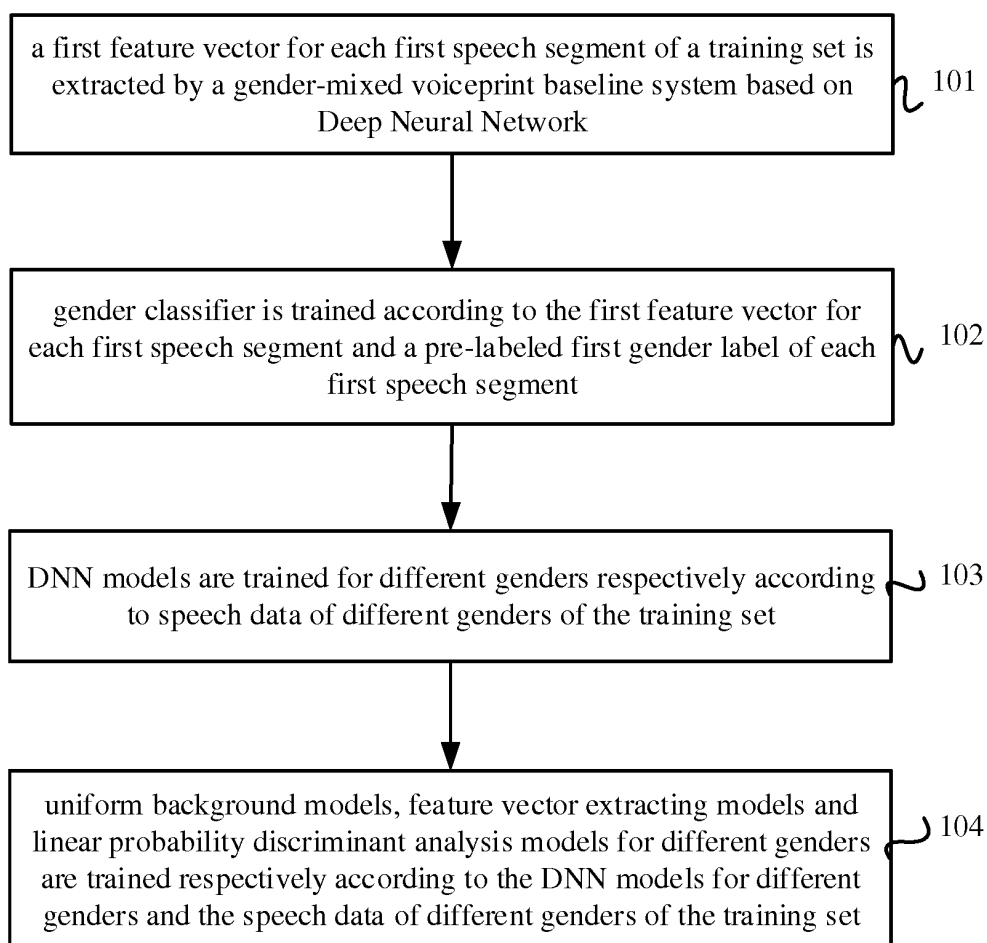 a first feature vector for each first speech segment of a training set is
extracted by a gender-mixed voiceprint baseline system based on
Deep Neural Network
101
gender classifier is trained according to the first feature vector for
each first speech segment and a pre-labeled first gender label of each
first speech segment
102
DNN models are trained for different genders respectively according
to speech data of different genders of the training set
103
uniform background models, feature vector extracting models and
linear probability discriminant analysis models for different genders
are trained respectively according to the DNN models for different
genders and the speech data of different genders of the training set
104